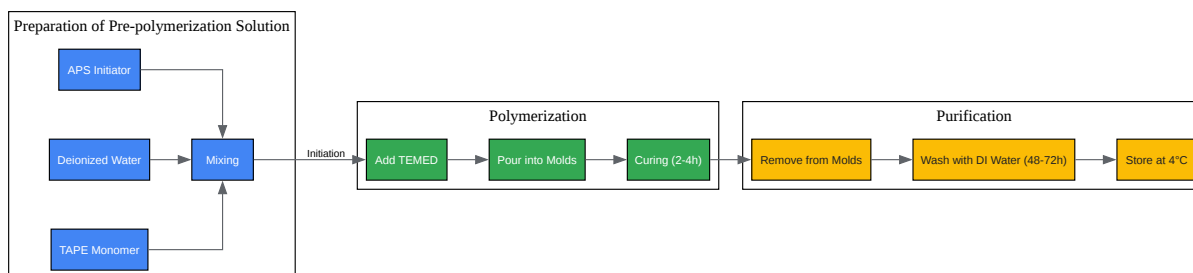 Preparation of Pre-polymerization Solution
APS Initiator
Deionized Water
Mixing
TAPE Monomer
Initiation
Polymerization
Add TEMED
Pour into Molds
Curing (2-4h)
Purification
Remove from Molds
Wash with DI Water (48-72h)
Store at 4°C